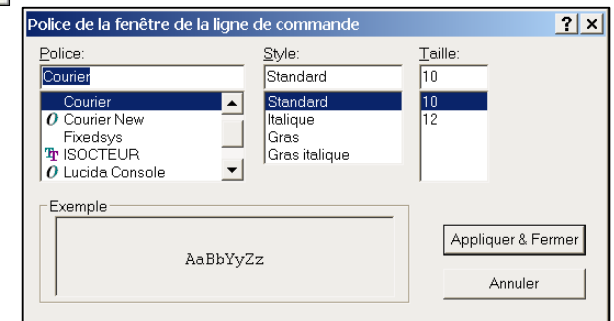 Police de la fenêtre de la ligne de commande
Police: Style: Taille:
Courier Standard 10
Courier Standard 10
Courier New Italique 12
Fixedsys Gras
ISOCTEUR Gras italique
Lucida Console
Exemple
AaBbYyZz
Appliquer & Fermer
Annuler